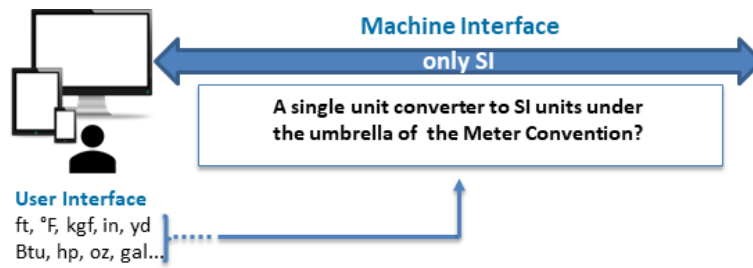 Machine Interface
only SI
A single unit converter to SI units under
the umbrella of the Meter Convention?
User Interface
ft, °F, kgf, in, yd
Btu, hp, oz, gal...